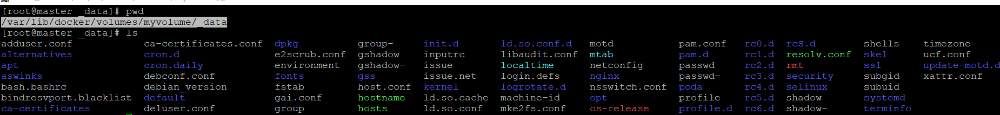 [root@master _data]# pwd
/var/lib/docker/volumes/myvolume/_data
[root@master _data]# ls
adduser.conf ca-certificates.conf dpkg group- init.d ld.so.conf.d motd pam.conf rc0.d rcS.d shells timezone
alternatives cron.d e2scrub.conf gshadow inputrc libaudit.conf mtab pam.d rc1.d resolv.conf skel ucf.conf
apt cron.daily environment gshadow- issue localtime netconfig passwd rc2.d rmt ssl update-motd.d
aswinks debconf.conf fonts gss issue.net login.defs nginx passwd- rc3.d security subgid xattr.conf
bash.bashrc debian_version fstab host.conf kernel logrotate.d nsswitch.conf poda rc4.d selinux subuid
bindresvport.blacklist default gai.conf hostname ld.so.cache machine-id opt profile rc5.d shadow systemd
ca-certificates deluser.conf group hosts ld.so.conf mke2fs.conf os-release profile.d rc6.d shadow- terminfo